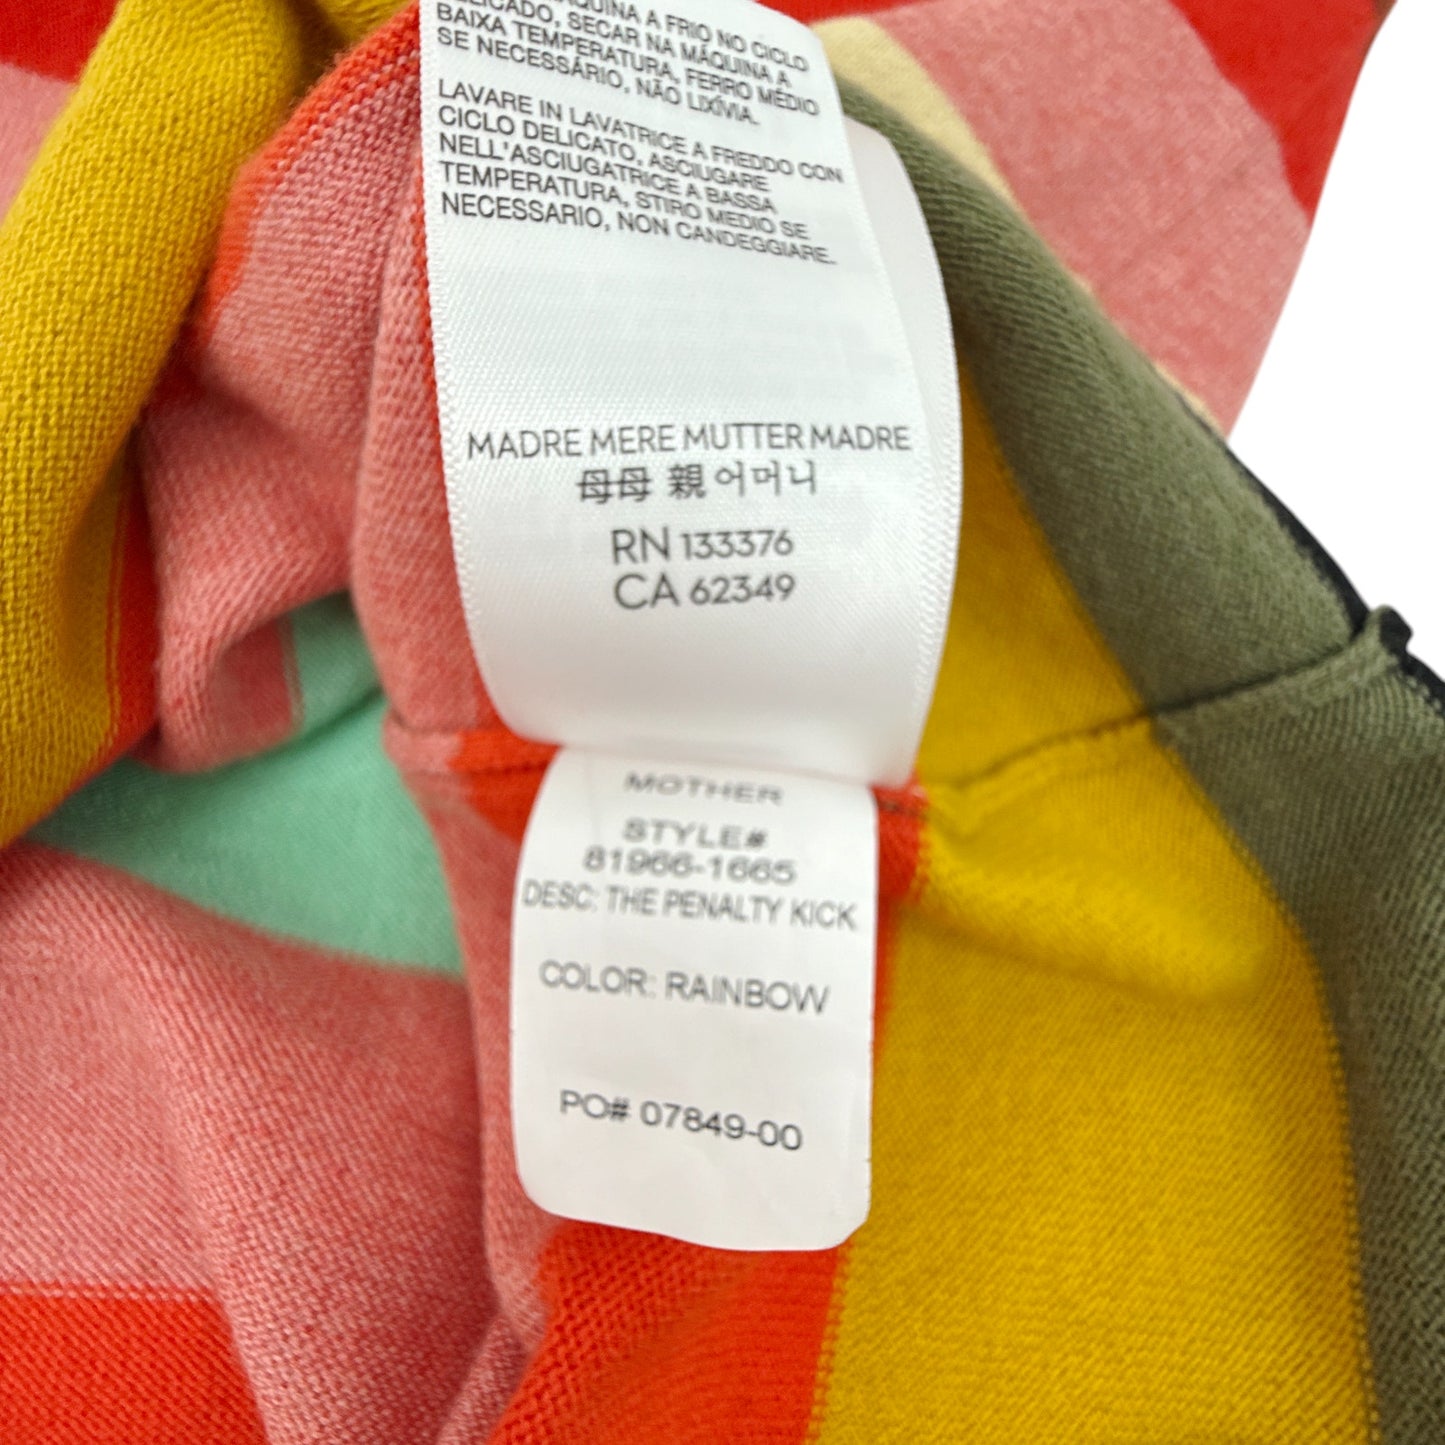 MÁQUINA A FRIO NO CICLO
DELICADO, SECAR NA MÁQUINA A
BAIXA TEMPERATURA, FERRO MÉDIO
SE NECESSÁRIO, NÃO LIXÍVIA.
LAVARE IN LAVATRICE A FREDDO CON
CICLO DELICATO, ASCIUGARE
NELL'ASCIUGATRICE A BASSA
TEMPERATURA, STIRO MEDIO SE
NECESSARIO, NON CANDEGGIARE.
MADRE MERE MUTTER MADRE
母母 親 어머니
RN 133376
CA 62349
MOTHER
STYLE#
81966-1665
DESC: THE PENALTY KICK
COLOR: RAINBOW
PO# 07849-00